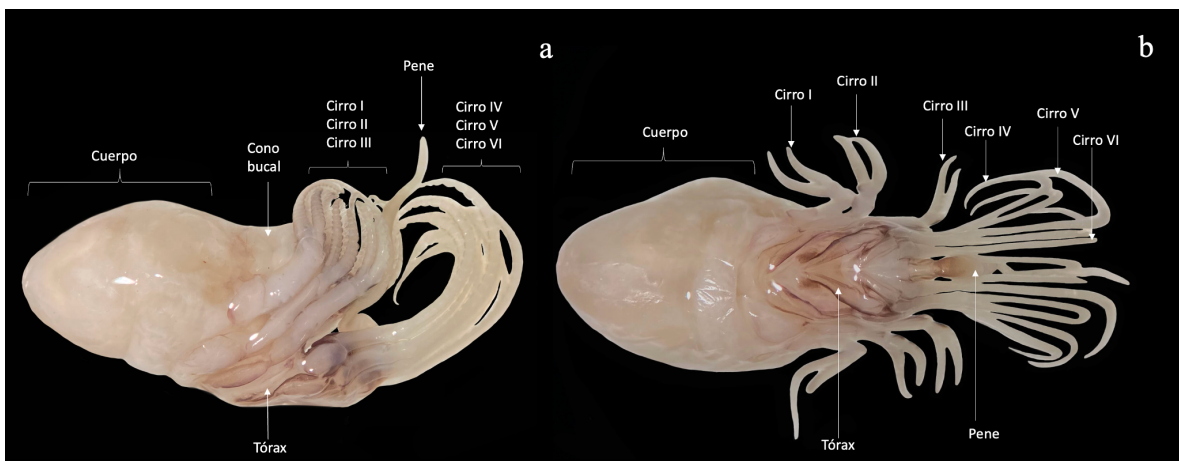 a
Pene
Cirro I
Cirro II
Cirro III
Cirro IV
Cirro V
Cirro VI
Cono
bucal
Cuerpo
Tórax
b
Cirro I
Cirro II
Cirro III
Cirro IV
Cirro V
Cirro VI
Cuerpo
Tórax
Pene